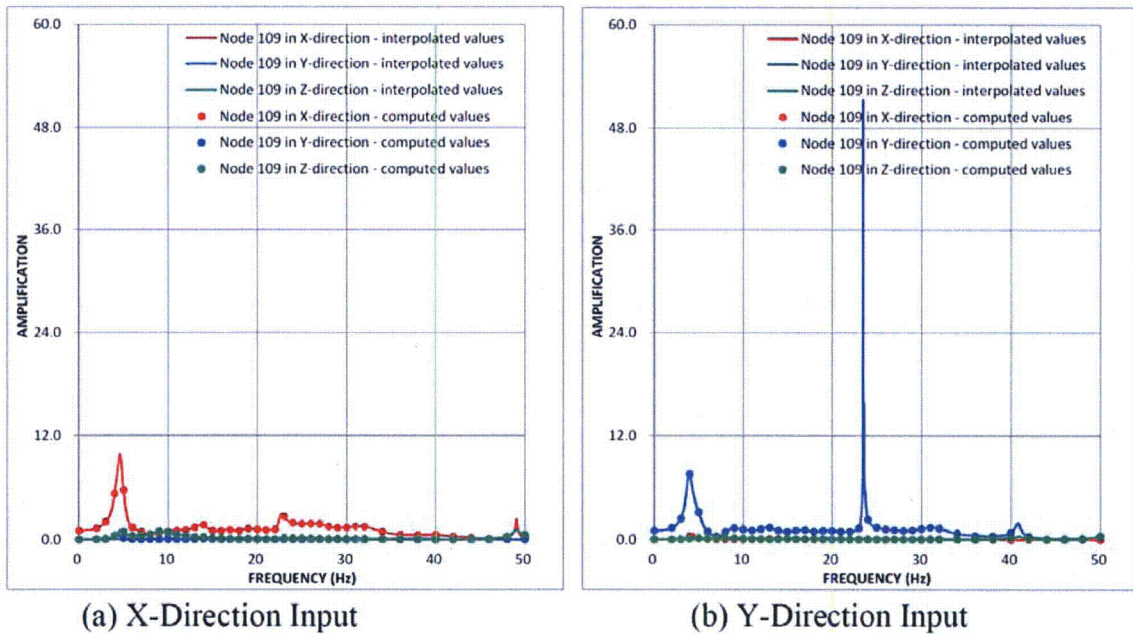 60.0
Node 109 in X-direction - interpolated values
Node 109 in Y-direction - interpolated values
Node 109 in Z-direction - interpolated values
Node 109 in X-direction - computed values
Node 109 in Y-direction - computed values
Node 109 in Z-direction - computed values
48.0
36.0
24.0
12.0
0.0
AMPLIFICATION
0 10 20 30 40 50
FREQUENCY (Hz)
(a) X-Direction Input
60.0
Node 109 in X-direction - interpolated values
Node 109 in Y-direction - interpolated values
Node 109 in Z-direction - interpolated values
Node 109 in X-direction - computed values
Node 109 in Y-direction - computed values
Node 109 in Z-direction - computed values
48.0
36.0
24.0
12.0
0.0
AMPLIFICATION
0 10 20 30 40 50
FREQUENCY (Hz)
(b) Y-Direction Input